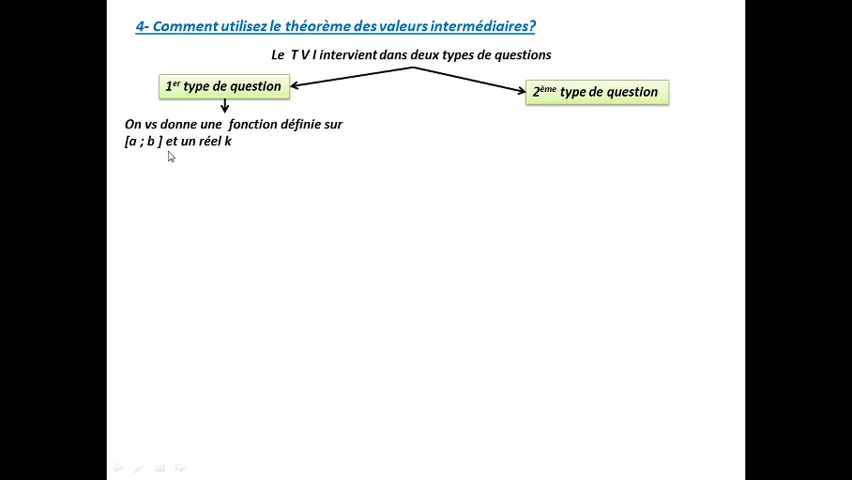 4- Comment utilisez le théorème des valeurs intermédiaires?
Le T V I intervient dans deux types de questions
1er type de question
2ème type de question
On vs donne une fonction définie sur
[a ; b ] et un réel k